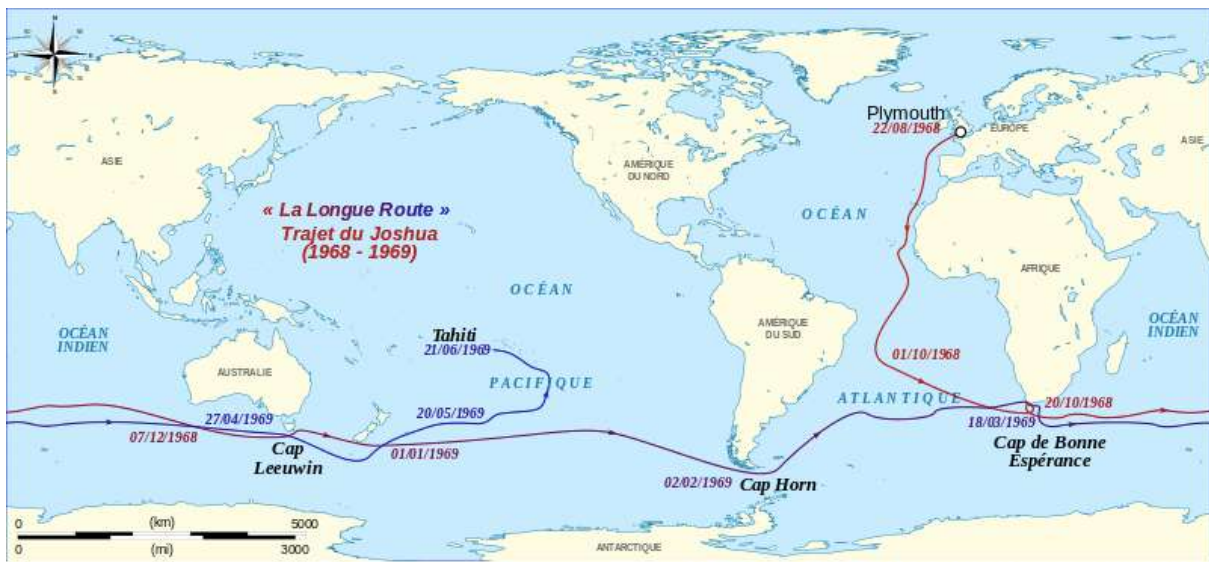 Plymouth
22/08/1968
EUROPE
ASIE
ASIE
AMÉRIQUE
DU NORD
« La Longue Route »
Trajet du Joshua
(1968 - 1969)
OCÉAN
AFRIQUE
OCÉAN
OCÉAN
INDIEN
Tahiti
21/06/1969
AMÉRIQUE
DU SUD
OCÉAN
INDIEN
01/10/1968
AUSTRALIE
PACIFIQUE
ATLANTIQUE
20/10/1968
27/04/1969
20/05/1969
18/03/1969
07/12/1968
Cap
Leeuwin
01/01/1969
Cap de Bonne
Espérance
02/02/1969
Cap Horn
0 (km) 5000
0 (mi) 3000
ANTARCTIQUE